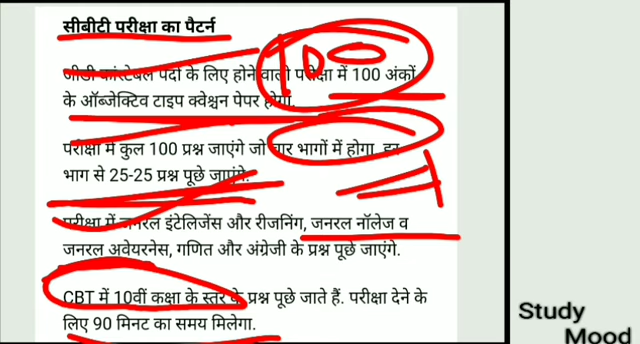 सीबीटी परीक्षा का पैटर्न
जीडी कांस्टेबल पदों के लिए होने वाली परीक्षा में 100 अंकों
के ऑब्जेक्टिव टाइप क्वेश्चन पेपर होगा.
100
परीक्षा में कुल 100 प्रश्न जाएंगे जो चार भागों में होगा. हर
भाग से 25-25 प्रश्न पूछे जाएंगे.
परीक्षा में जनरल इंटेलिजेंस और रीजनिंग, जनरल नॉलेज व
जनरल अवेयरनेस, गणित और अंग्रेजी के प्रश्न पूछे जाएंगे.
CBT में 10वीं कक्षा के स्तर के प्रश्न पूछे जाते हैं. परीक्षा देने के
लिए 90 मिनट का समय मिलेगा.
Study
Mood